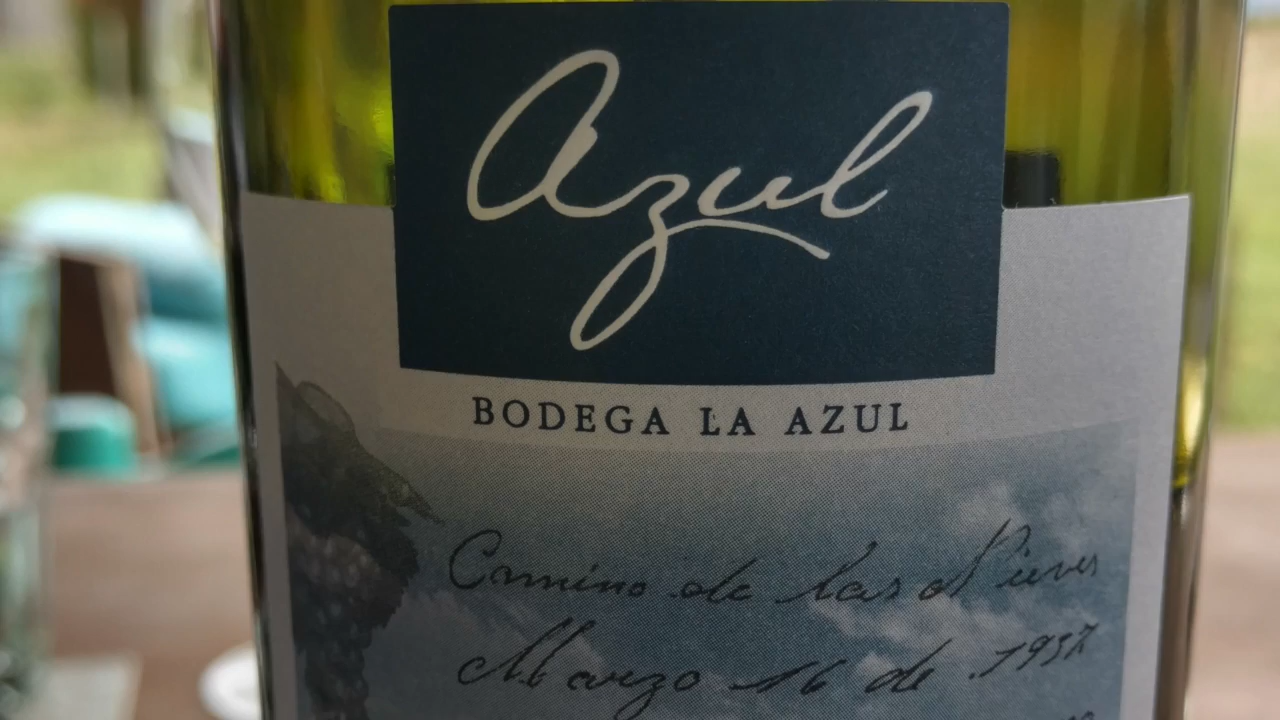 Azul
BODEGA LA AZUL
Camino de las Nieves
Marzo 16 de 1957